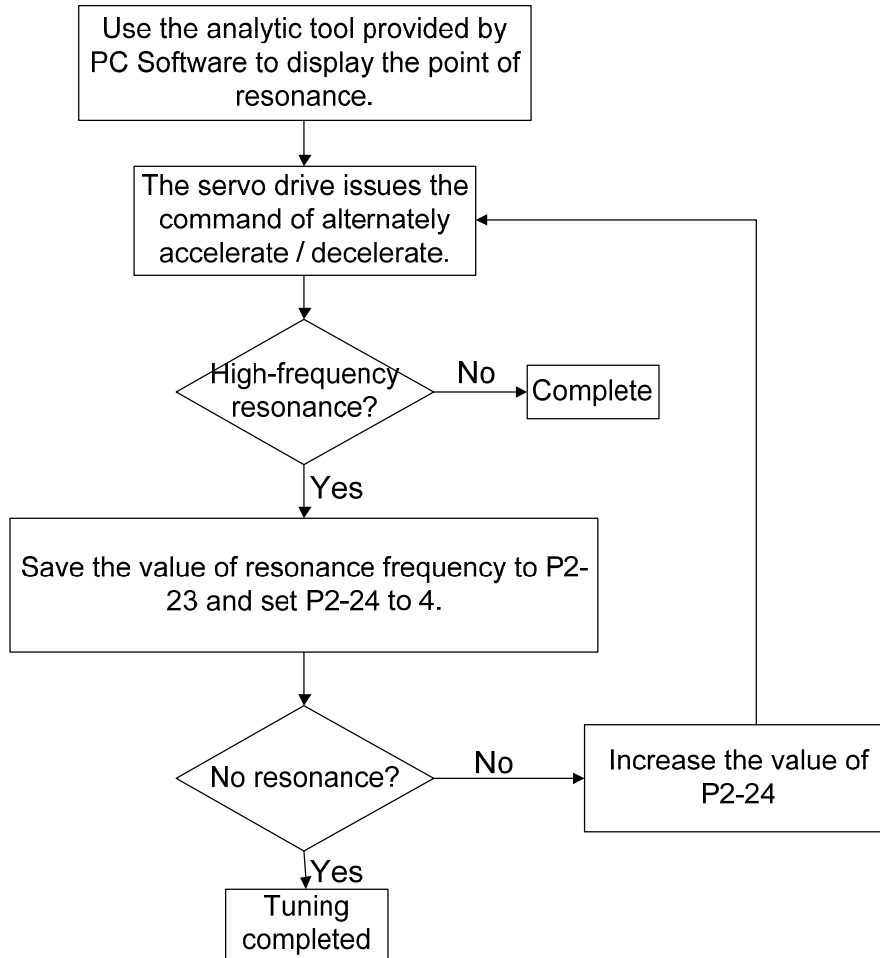 Use the analytic tool provided by
PC Software to display the point of
resonance.
The servo drive issues the
command of alternately
accelerate / decelerate.
High-frequency
resonance?
No
Complete
Yes
Save the value of resonance frequency to P2-
23 and set P2-24 to 4.
No resonance?
No
Increase the value of
P2-24
Yes
Tuning
completed